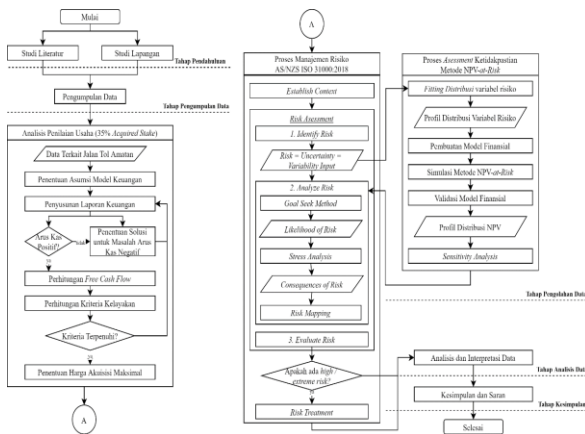 Mulai
Studi Literatur
Studi Lapangan
Tahap Pendahuluan
Pengumpulan Data
Tahap Pengumpulan Data
Analisis Penilaian Usaha (35% Acquired Stake)
Data Terkait Jalan Tol Amatan
Penentuan Asumsi Model Keuangan
Penyusunan Laporan Keuangan
Arus Kas
Positif?
tidak
Penentuan Solusi
untuk Masalah Arus
Kas Negatif
ya
Perhitungan Free Cash Flow
Perhitungan Kriteria Kelayakan
Kriteria Terpenuhi?
ya
Penentuan Harga Akuisisi Maksimal
A
A
Proses Manajemen Risiko
AS/NZS ISO 31000:2018
Establish Context
Risk Assesment
1. Identify Risk
Risk = Uncertainty =
Variability Input
2. Analyze Risk
Goal Seek Method
Likelihood of Risk
Stress Analysis
Consequences of Risk
Risk Mapping
3. Evaluate Risk
Apakah ada high /
extreme risk?
Risk Treatment
Proses Assesment Ketidakpastian
Metode NPV-at-Risk
Fitting Distribusi variabel risiko
Profil Distribusi Variabel Risiko
Pembuatan Model Finansial
Simulasi Metode NPV-at-Risk
Validasi Model Finansial
Profil Distribusi NPV
Sensitivity Analysis
Tahap Pengolahan Data
Analisis dan Interpretasi Data
Tahap Analisis Data
Kesimpulan dan Saran
Tahap Kesimpulan
Selesai